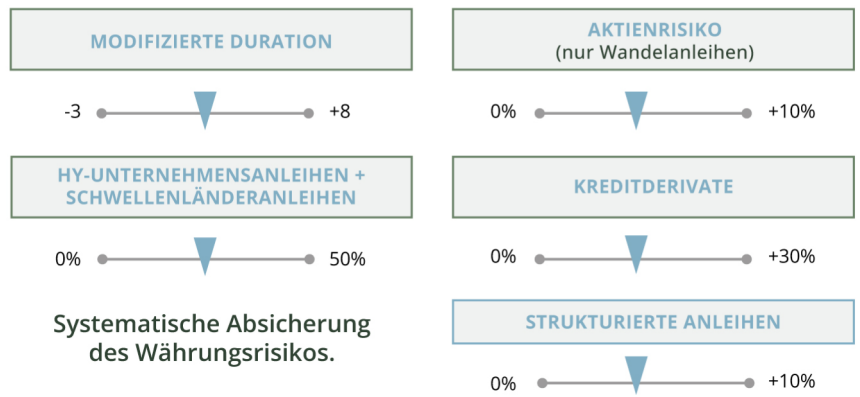 MODIFIZIERTE DURATION
-3
+8
HY-UNTERNEHMENSANLEIHEN +
SCHWELLENLÄNDERANLEIHEN
0%
50%
Systematische Absicherung
des Währungsrisikos.
AKTIENRISIKO
(nur Wandelanleihen)
0%
+10%
KREDITDERIVATE
0%
+30%
STRUKTURIERTE ANLEIHEN
0%
+10%